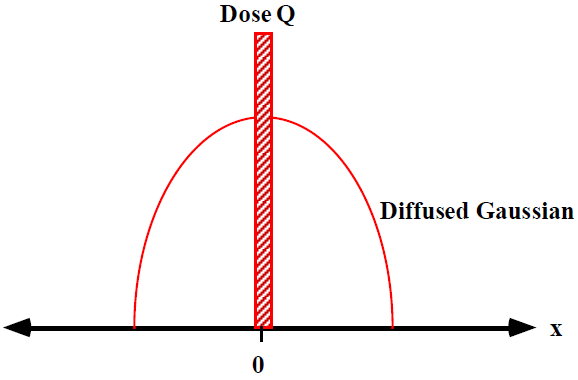 Dose Q
Diffused Gaussian
x
0